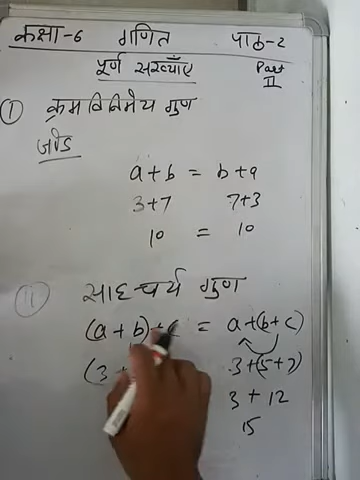 कक्षा-6 गणित पाठ-2
पूर्ण संख्याएँ Part II
(I) क्रमविनिमेय गुण
जोड़
a+b = b+a
3+7 7+3
10 = 10
(II) साहचर्य गुण
(a + b)+c = a+(b+c)
(3 + 3+(5+7)
3 + 12
15